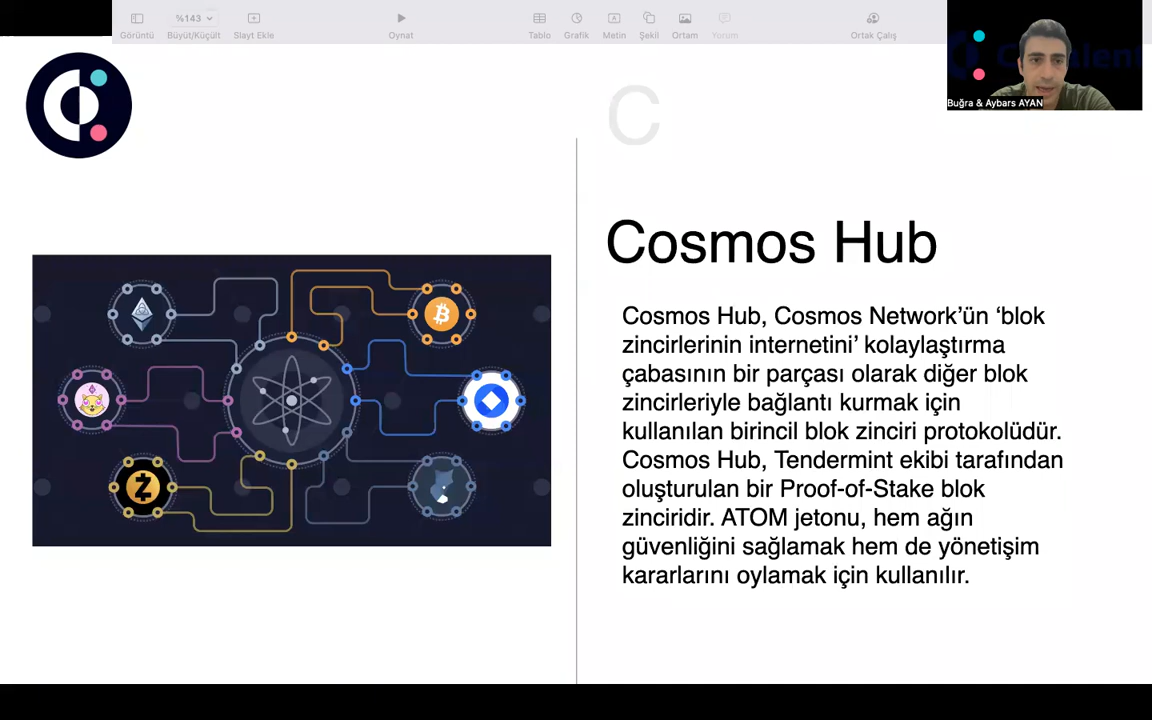 %143
Görüntü
Büyüt/Küçült
Slayt Ekle
Oynat
Tablo
Grafik
Metin
Şekil
Ortam
Yorum
Ortak Çalış
Buğra & Aybars AYAN
C
Cosmos Hub
Cosmos Hub, Cosmos Network’ün ‘blok
zincirlerinin internetini’ kolaylaştırma
çabasının bir parçası olarak diğer blok
zincirleriyle bağlantı kurmak için
kullanılan birincil blok zinciri protokolüdür.
Cosmos Hub, Tendermint ekibi tarafından
oluşturulan bir Proof-of-Stake blok
zinciridir. ATOM jetonu, hem ağın
güvenliğini sağlamak hem de yönetişim
kararlarını oylamak için kullanılır.